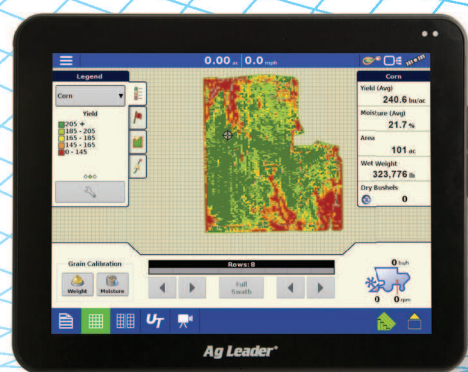 0.00 ac 0.0 mph
Legend
Corn
Yield
205 +
185 - 205
165 - 185
145 - 165
0 - 145
Corn
Yield (Avg)
240.6 bu/ac
Moisture (Avg)
21.7 %
Area
101 ac
Wet Weight
323,776 lb
Dry Bushels
0
Grain Calibration
Weight
Moisture
Rows: 8
Full
Swath
0 bu/h
0
0 rpm
UT
Ag Leader